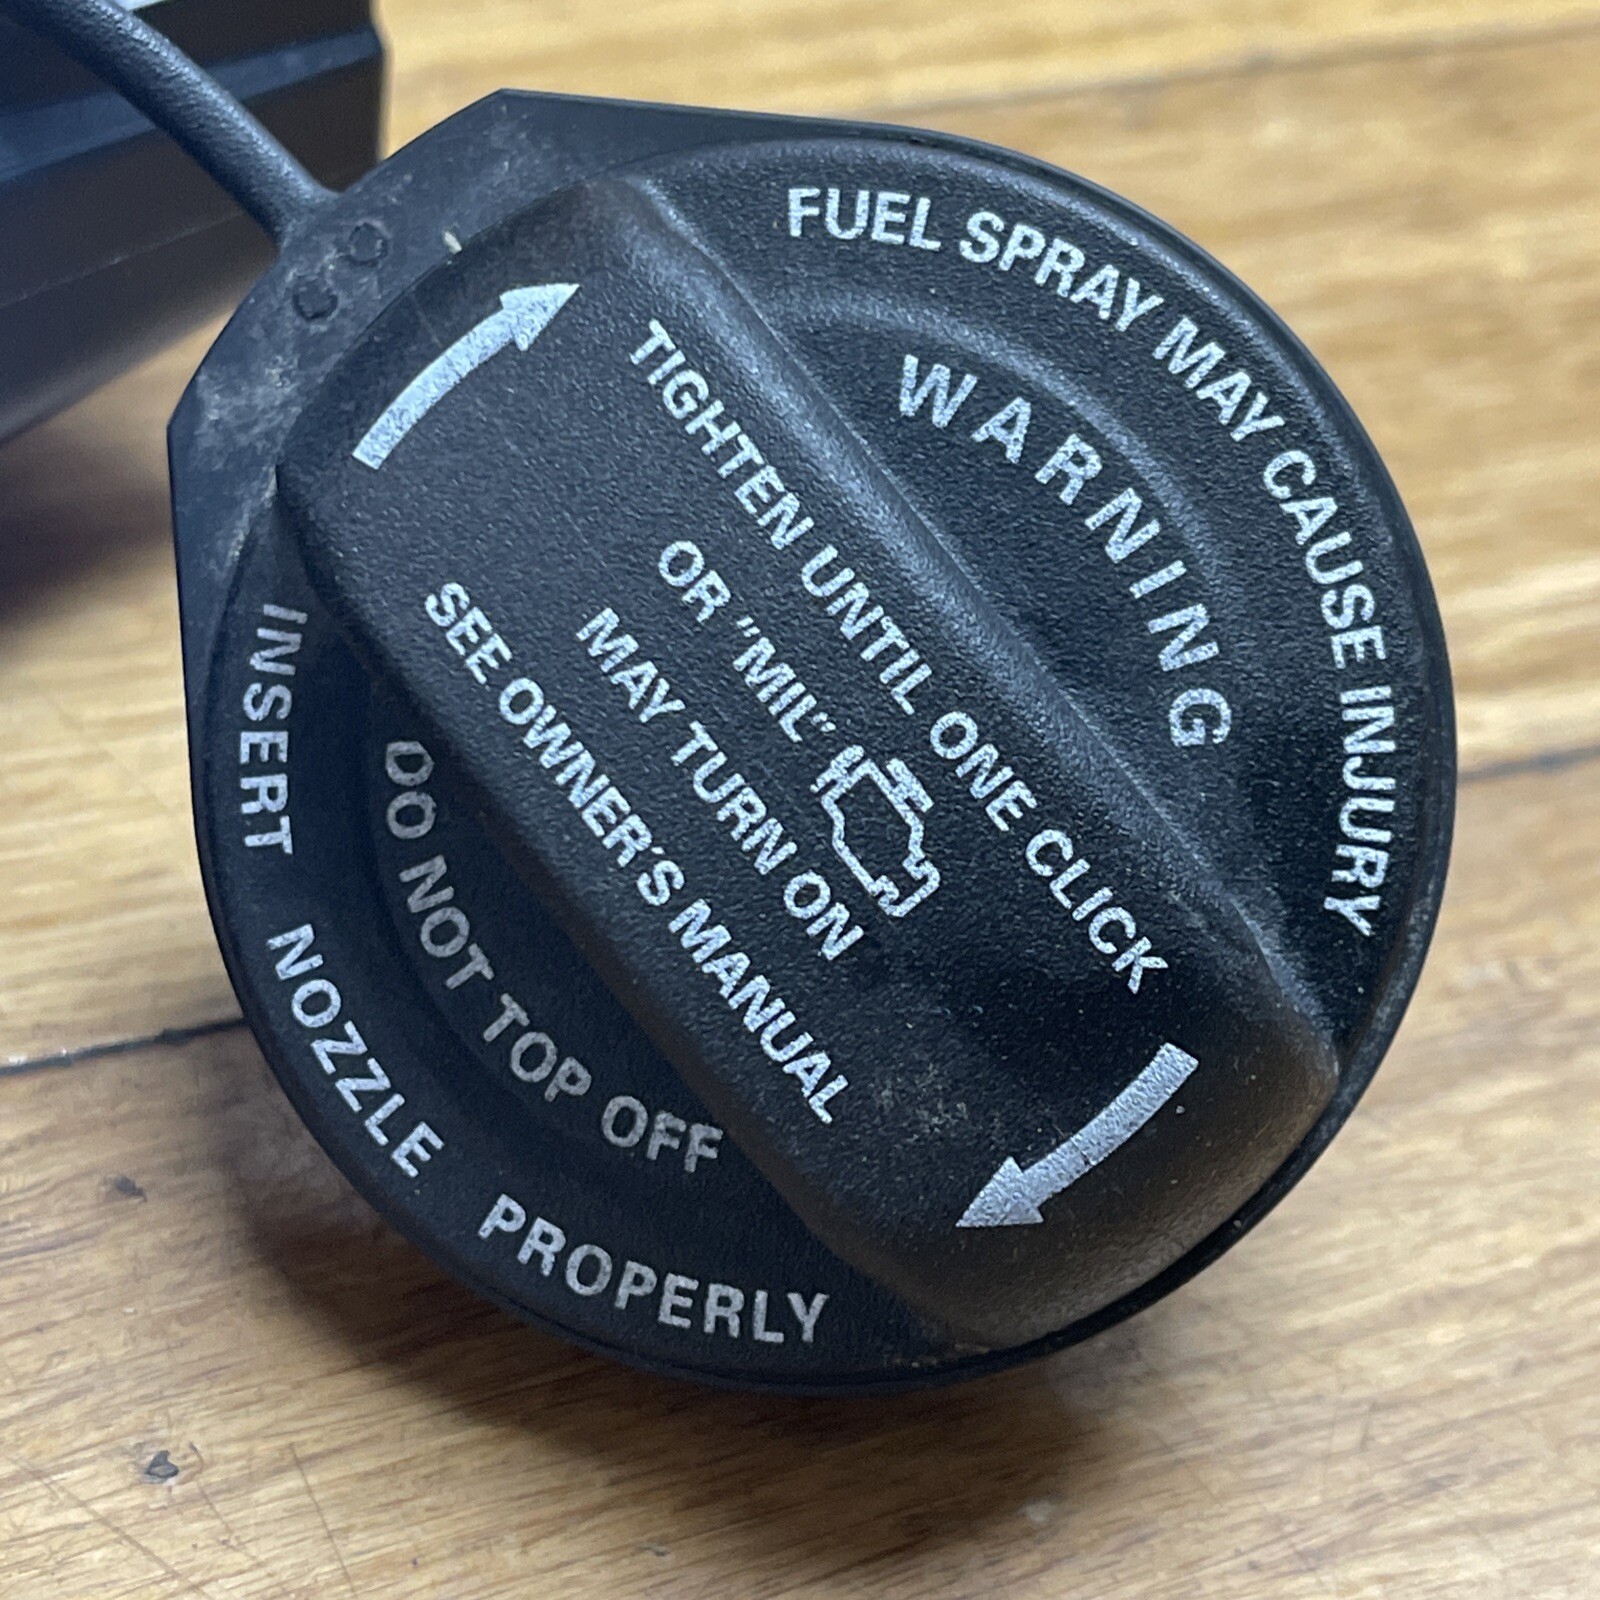 FUEL SPRAY MAY CAUSE INJURY
WARNING
TIGHTEN UNTIL ONE CLICK
OR "MIL"
MAY TURN ON
SEE OWNER'S MANUAL
DO NOT TOP OFF
INSERT NOZZLE PROPERLY